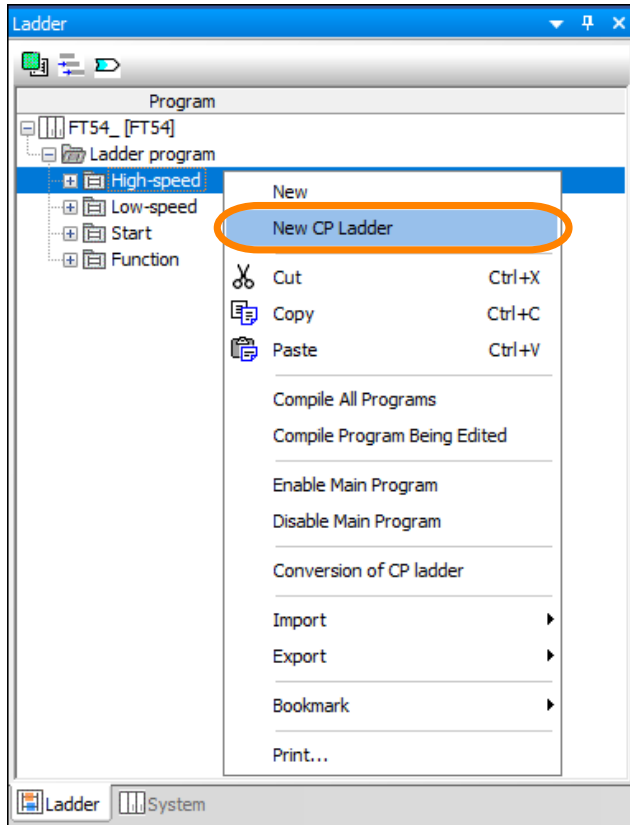 Ladder
Program
FT54_ [FT54]
Ladder program
High-speed
Low-speed
Start
Function
New
New CP Ladder
Cut Ctrl+X
Copy Ctrl+C
Paste Ctrl+V
Compile All Programs
Compile Program Being Edited
Enable Main Program
Disable Main Program
Conversion of CP ladder
Import
Export
Bookmark
Print...
Ladder System